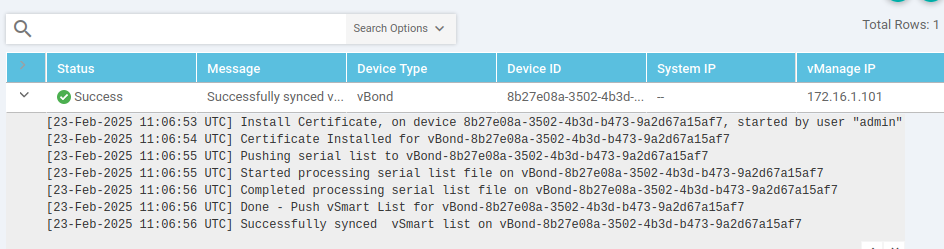 Search Options
Total Rows: 1
Status Message Device Type Device ID System IP vManage IP
Success Successfully synced v... vBond 8b27e08a-3502-4b3d-... -- 172.16.1.101
[23-Feb-2025 11:06:53 UTC] Install Certificate, on device 8b27e08a-3502-4b3d-b473-9a2d67a15af7, started by user "admin"
[23-Feb-2025 11:06:54 UTC] Certificate Installed for vBond-8b27e08a-3502-4b3d-b473-9a2d67a15af7
[23-Feb-2025 11:06:55 UTC] Pushing serial list to vBond-8b27e08a-3502-4b3d-b473-9a2d67a15af7
[23-Feb-2025 11:06:55 UTC] Started processing serial list file on vBond-8b27e08a-3502-4b3d-b473-9a2d67a15af7
[23-Feb-2025 11:06:56 UTC] Completed processing serial list file on vBond-8b27e08a-3502-4b3d-b473-9a2d67a15af7
[23-Feb-2025 11:06:56 UTC] Done - Push vSmart List for vBond-8b27e08a-3502-4b3d-b473-9a2d67a15af7
[23-Feb-2025 11:06:56 UTC] Successfully synced  vSmart list on vBond-8b27e08a-3502-4b3d-b473-9a2d67a15af7